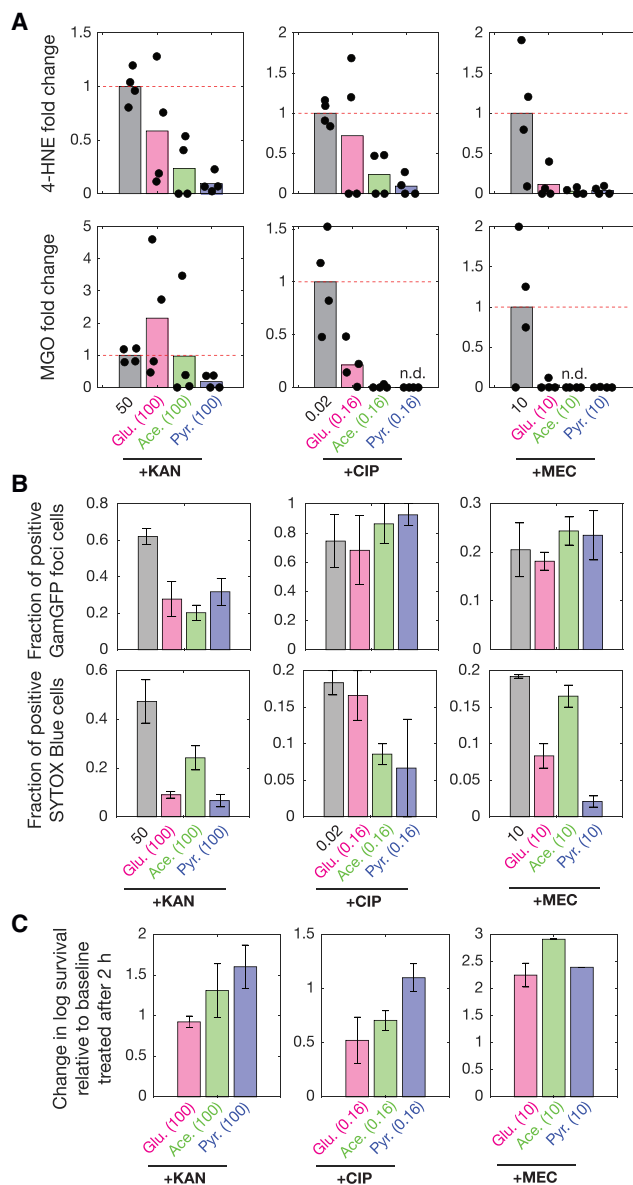 A
4-HNE fold change
1.5
1
0.5
0
1.5
1
0.5
0
2
1.5
1
0.5
0
MGO fold change
5
4
3
2
1
0
1.5
1
0.5
0
n.d.
2
1.5
1
0.5
0
n.d.
50
Glu. (100)
Ace. (100)
Pyr. (100)
+KAN
0.02
Glu. (0.16)
Ace. (0.16)
Pyr. (0.16)
+CIP
10
Glu. (10)
Ace. (10)
Pyr. (10)
+MEC
B
Fraction of positive
GamGFP foci cells
0.8
0.6
0.4
0.2
0
1
0.8
0.6
0.4
0.2
0
0.3
0.2
0.1
0
Fraction of positive
SYTOX Blue cells
0.6
0.4
0.2
0
0.2
0.15
0.1
0.05
0
0.2
0.15
0.1
0.05
0
50
Glu. (100)
Ace. (100)
Pyr. (100)
+KAN
0.02
Glu. (0.16)
Ace. (0.16)
Pyr. (0.16)
+CIP
10
Glu. (10)
Ace. (10)
Pyr. (10)
+MEC
C
Change in log survival
relative to baseline
treated after 2 h
2
1.5
1
0.5
0
1.5
1
0.5
0
3
2.5
2
1.5
1
0.5
0
Glu. (100)
Ace. (100)
Pyr. (100)
+KAN
Glu. (0.16)
Ace. (0.16)
Pyr. (0.16)
+CIP
Glu. (10)
Ace. (10)
Pyr. (10)
+MEC